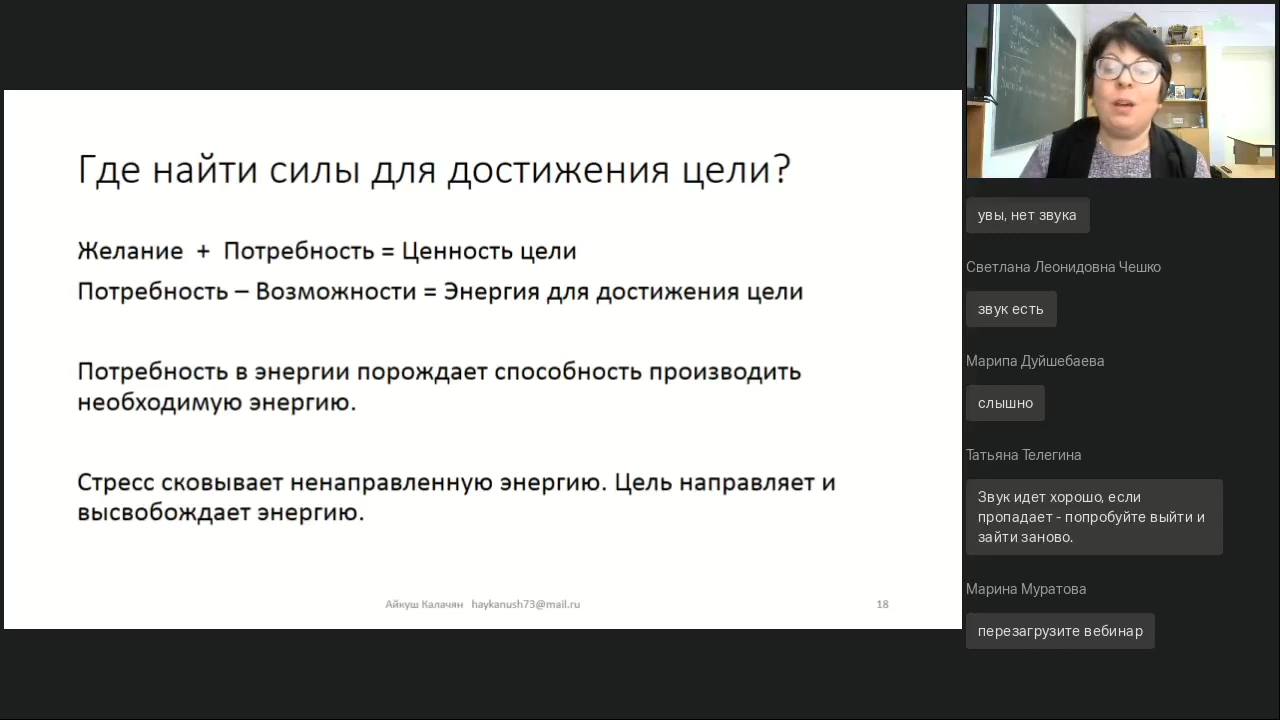 Где найти силы для достижения цели?
Желание + Потребность = Ценность цели
Потребность – Возможности = Энергия для достижения цели
Потребность в энергии порождает способность производить
необходимую энергию.
Стресс сковывает ненаправленную энергию. Цель направляет и
высвобождает энергию.
Айкуш Калачян haykanush73@mail.ru
18
увы, нет звука
Светлана Леонидовна Чешко
звук есть
Марипа Дуйшебаева
слышно
Татьяна Телегина
Звук идет хорошо, если
пропадает - попробуйте выйти и
зайти заново.
Марина Муратова
перезагрузите вебинар